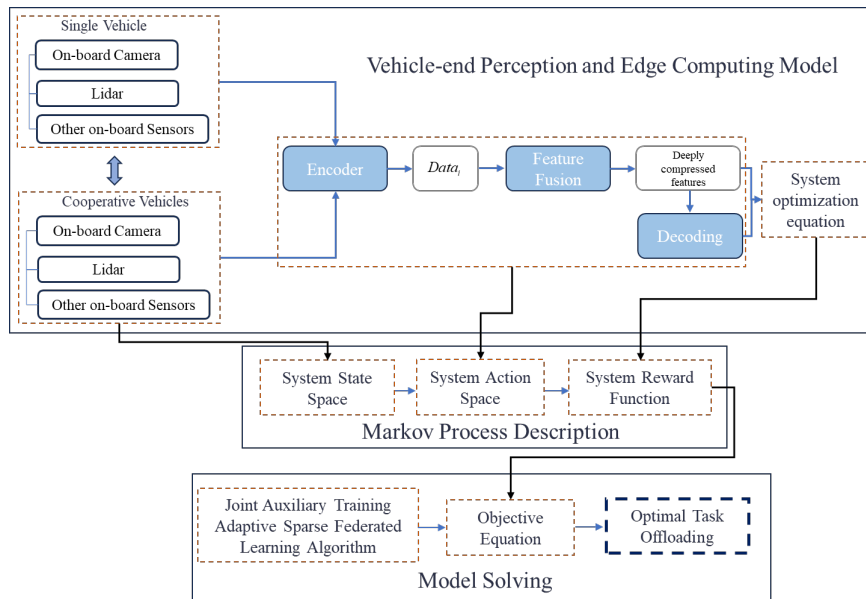 Single Vehicle
On-board Camera
Lidar
Other on-board Sensors
Vehicle-end Perception and Edge Computing Model
Cooperative Vehicles
On-board Camera
Lidar
Other on-board Sensors
Encoder
Data_i
Feature
Fusion
Deeply
compressed
features
Decoding
System
optimization
equation
System State
Space
System Action
Space
System Reward
Function
Markov Process Description
Joint Auxiliary Training
Adaptive Sparse Federated
Learning Algorithm
Objective
Equation
Optimal Task
Offloading
Model Solving